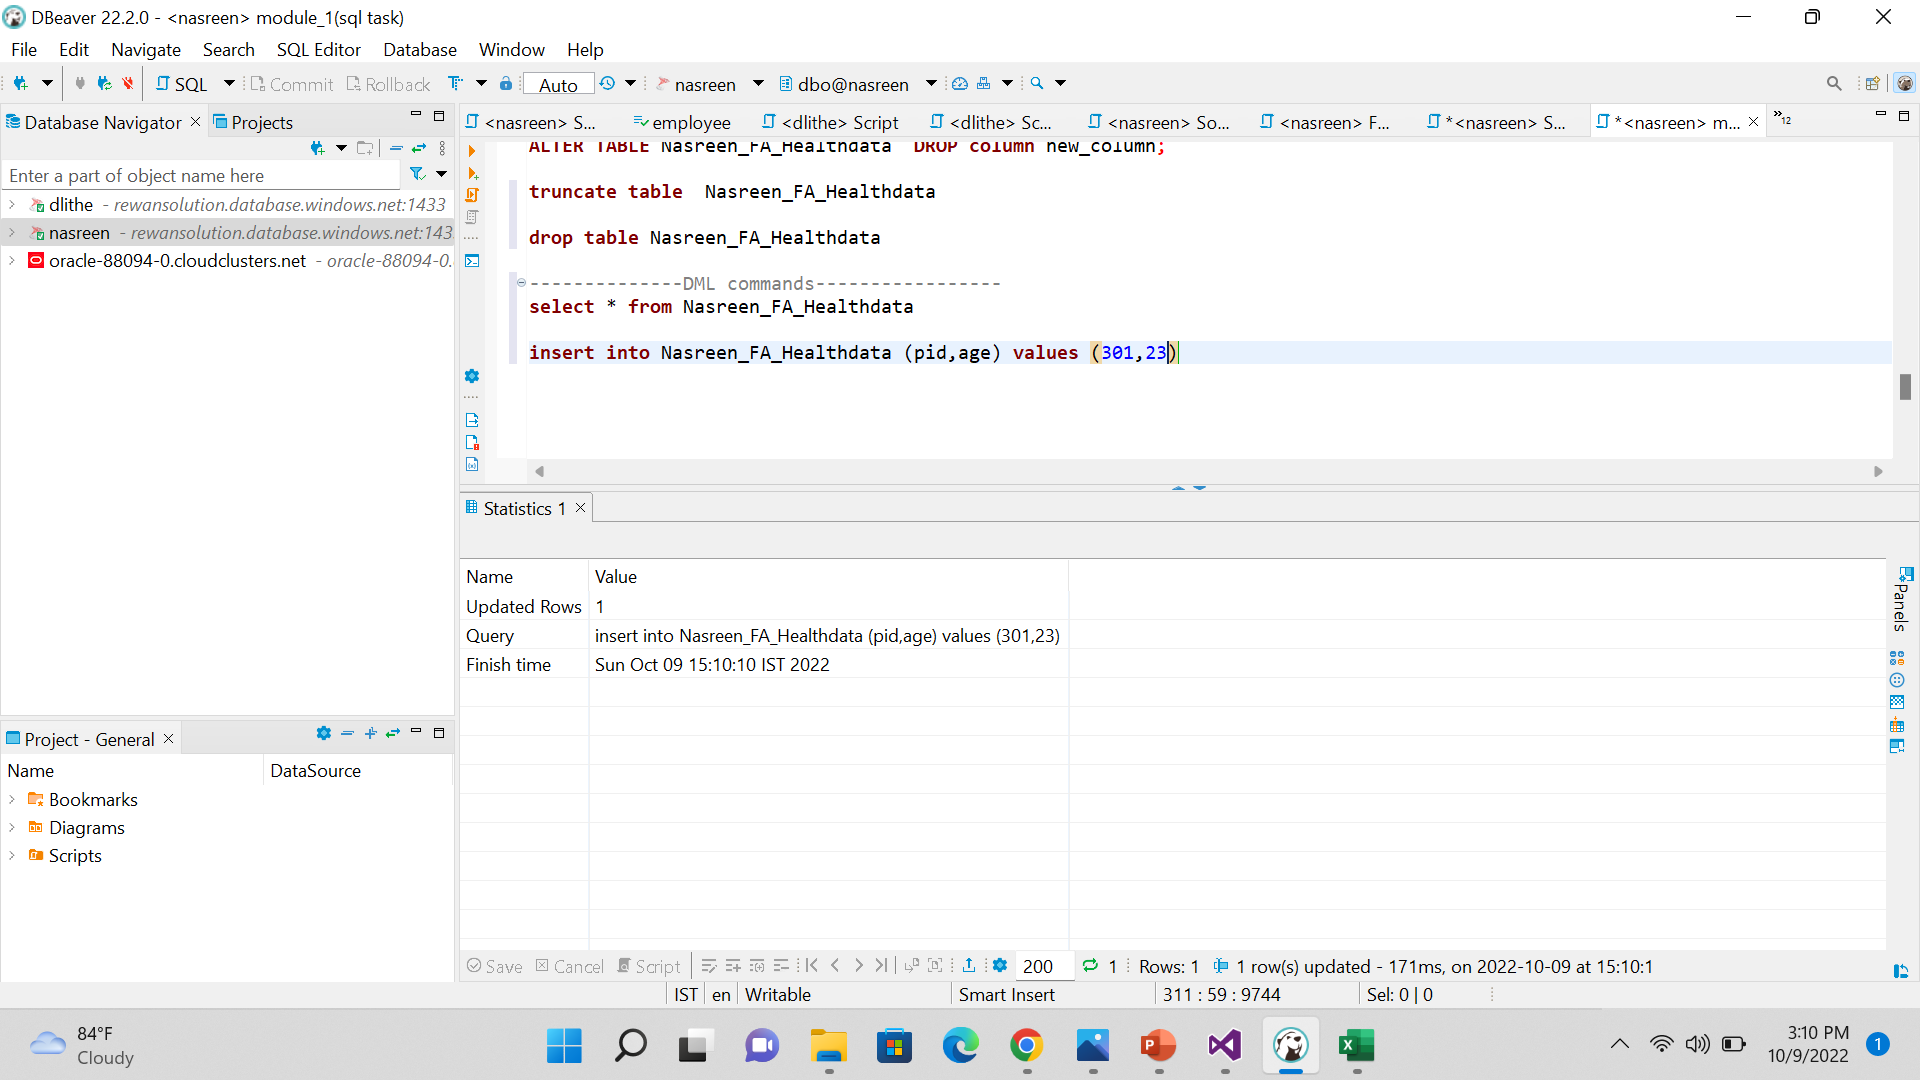 DBeaver 22.2.0 - <nasreen> module_1(sql task)
File Edit Navigate Search SQL Editor Database Window Help
SQL Commit Rollback Auto nasreen dbo@nasreen
Database Navigator Projects
<nasreen> S... employee <dlithe> Script <dlithe> Sc... <nasreen> So... <nasreen> F... *<nasreen> S... *<nasreen> m... »12
Enter a part of object name here
dlithe - rewansolution.database.windows.net:1433
nasreen - rewansolution.database.windows.net:143
oracle-88094-0.cloudclusters.net - oracle-88094-0.
ALTER TABLE Nasreen_FA_Healthdata DROP column new_column;
truncate table Nasreen_FA_Healthdata
drop table Nasreen_FA_Healthdata
--------------DML commands-----------------
select * from Nasreen_FA_Healthdata
insert into Nasreen_FA_Healthdata (pid,age) values (301,23)
Statistics 1
Name Value
Updated Rows 1
Query insert into Nasreen_FA_Healthdata (pid,age) values (301,23)
Finish time Sun Oct 09 15:10:10 IST 2022
Panels
Project - General
Name DataSource
Bookmarks
Diagrams
Scripts
Save Cancel Script 200 1 Rows: 1 1 row(s) updated - 171ms, on 2022-10-09 at 15:10:1
IST en Writable Smart Insert 311 : 59 : 9744 Sel: 0 | 0
84°F
Cloudy
3:10 PM
10/9/2022
1